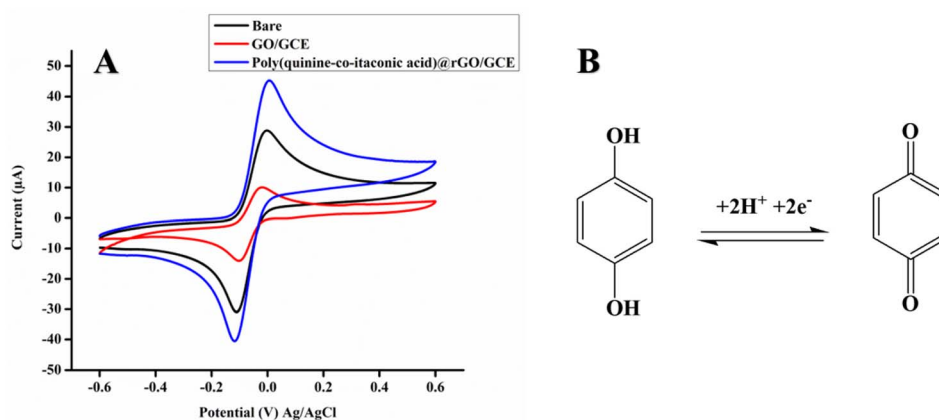 Bare
GO/GCE
Poly(quinine-co-itaconic acid)@rGO/GCE
A
50
40
30
20
10
0
-10
-20
-30
-40
-50
Currrent (µA)
-0.6
-0.4
-0.2
0.0
0.2
0.4
0.6
Potential (V) Ag/AgCl
B
OH
OH
+2H⁺ +2e⁻
O
O